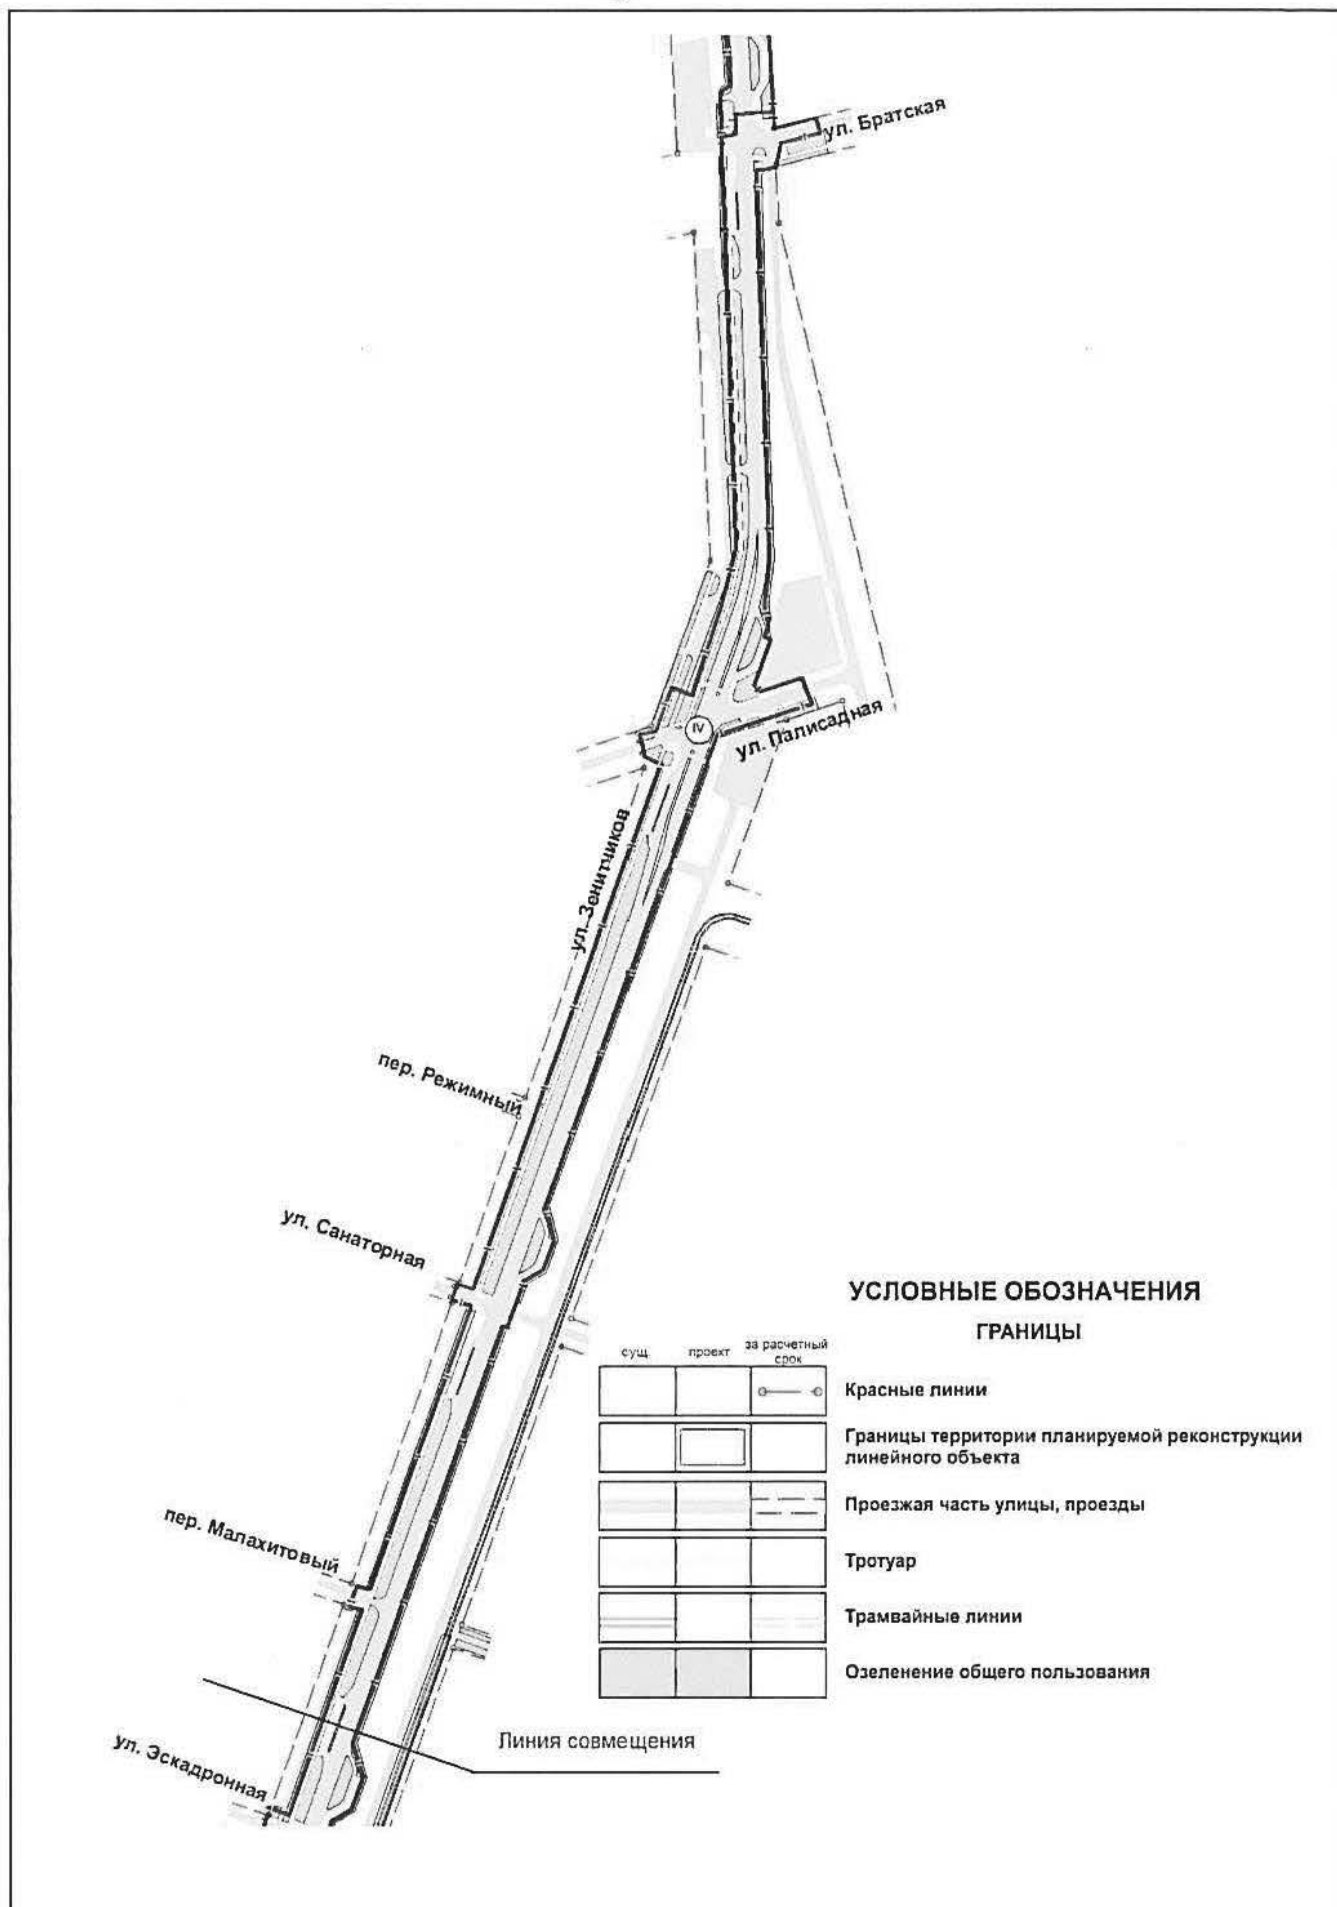 ул. Братская
IV
ул. Палисадная
ул. Зенитчиков
пер. Режимный
ул. Санаторная
пер. Малахитовый
Линия совмещения
ул. Эскадронная
УСЛОВНЫЕ ОБОЗНАЧЕНИЯ
ГРАНИЦЫ
сущ. проект за расчетный
срок
Красные линии
Границы территории планируемой реконструкции
линейного объекта
Проезжая часть улицы, проезды
Тротуар
Трамвайные линии
Озеленение общего пользования